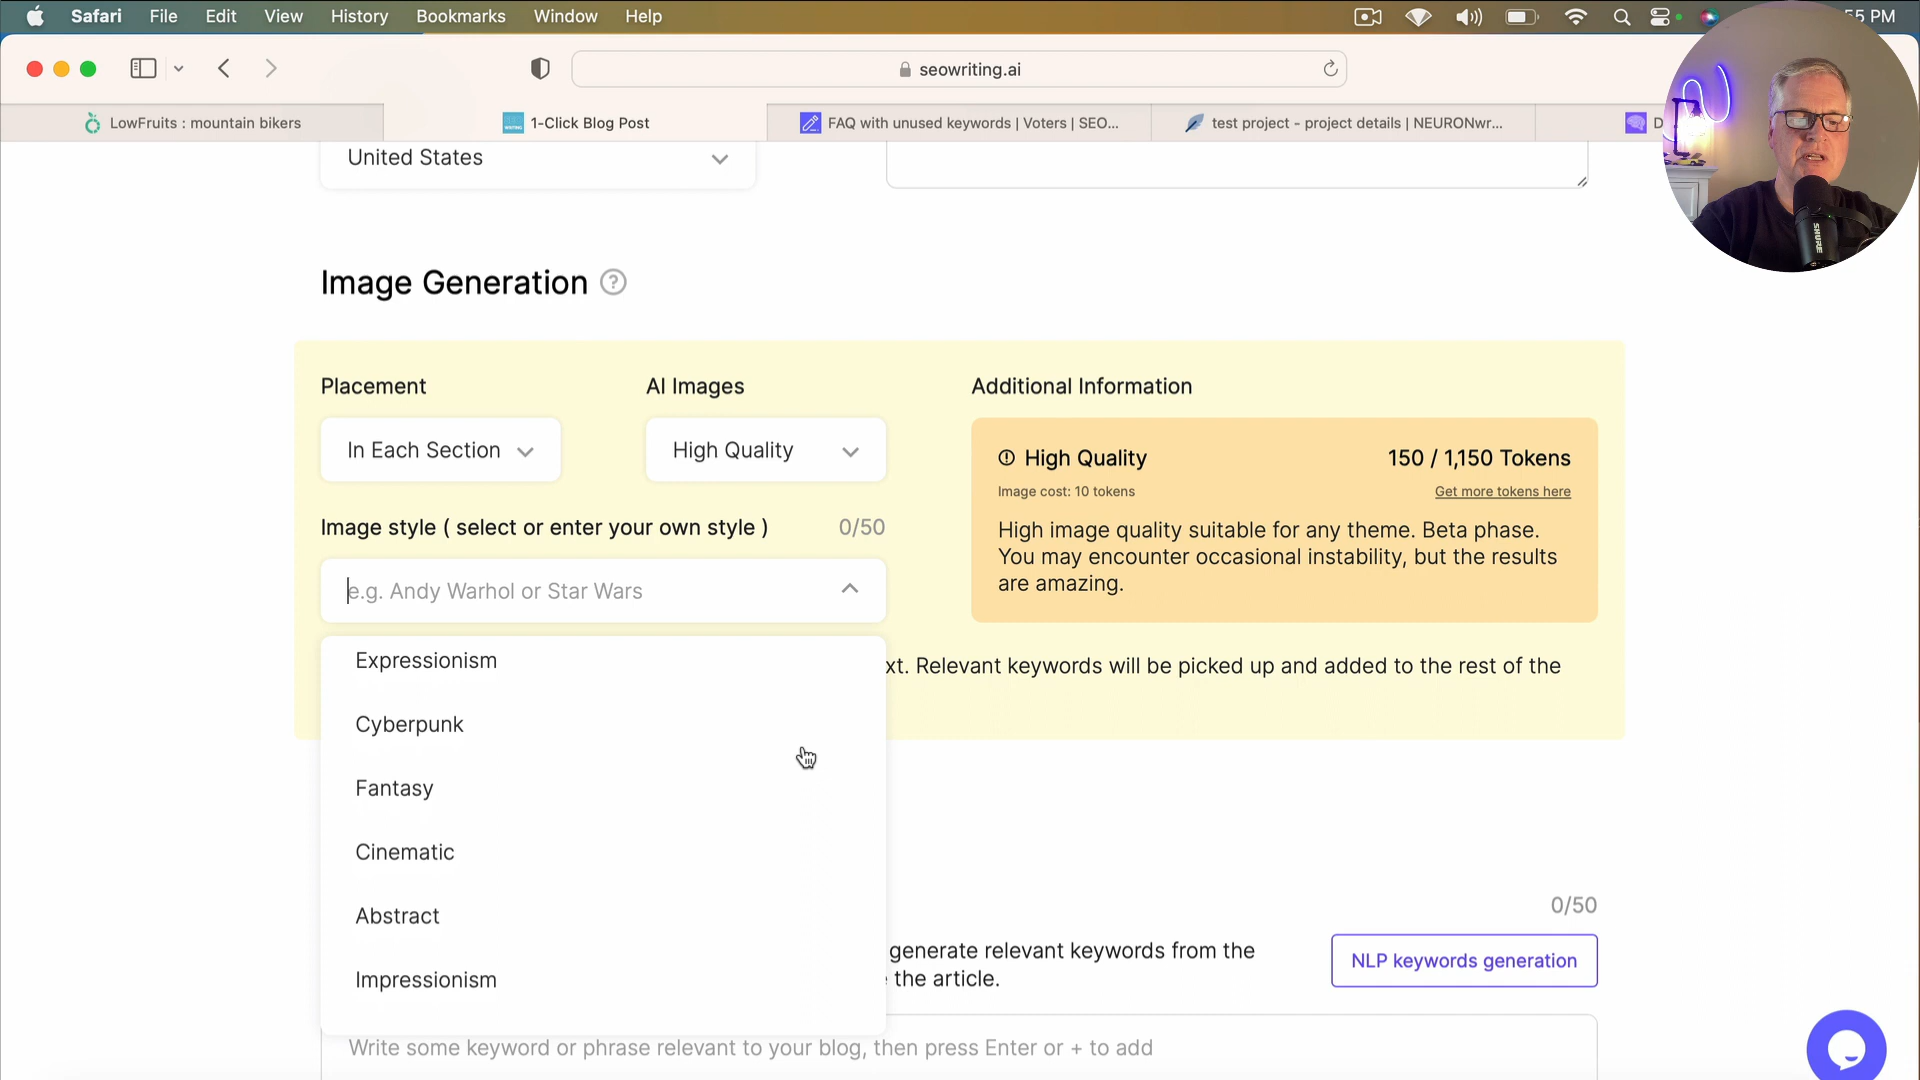 Safari File Edit View History Bookmarks Window Help
55 PM
seowriting.ai
LowFruits : mountain bikers
WRITING
1-Click Blog Post
FAQ with unused keywords | Voters | SEO...
test project - project details | NEURONwr...
D
United States
Image Generation ?
Placement
AI Images
Additional Information
In Each Section
High Quality
High Quality
150 / 1,150 Tokens
Image cost: 10 tokens
Get more tokens here
High image quality suitable for any theme. Beta phase.
You may encounter occasional instability, but the results
are amazing.
Image style ( select or enter your own style )
0/50
e.g. Andy Warhol or Star Wars
Expressionism
Cyberpunk
Fantasy
Cinematic
Abstract
Impressionism
xt. Relevant keywords will be picked up and added to the rest of the
0/50
generate relevant keywords from the
the article.
NLP keywords generation
Write some keyword or phrase relevant to your blog, then press Enter or + to add
SHURE